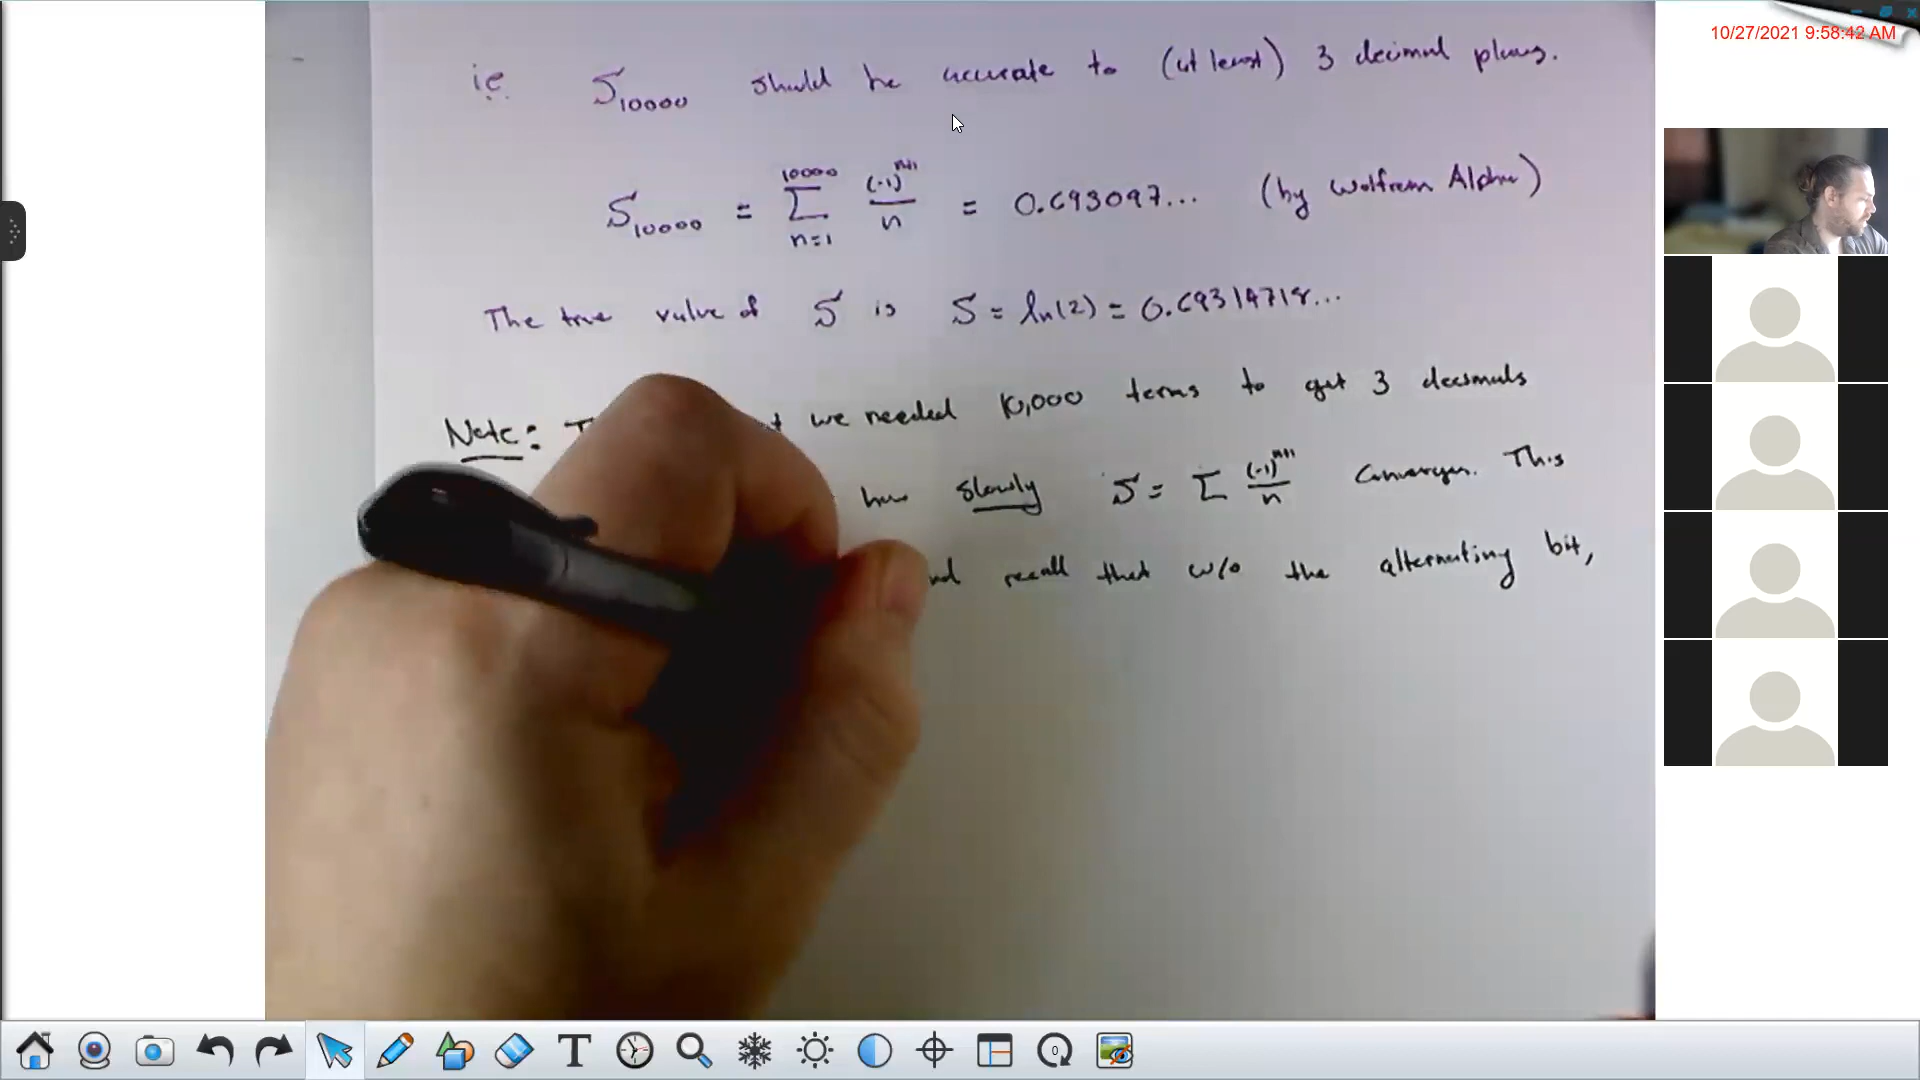 10/27/2021 9:58:42 AM
i.e. S₁₀₀₀₀ should be accurate to (at least) 3 decimal places.
S₁₀₀₀₀ = ∑_{n=1}^{10000} (-1)^{n+1}/n = 0.693097... (by Wolfram Alpha)
The true value of S is S = ln(2) = 0.69314718...
Note: we needed 10,000 terms to get 3 decimals
how slowly S = ∑ (-1)^{n+1}/n converges. This
recall that w/o the alternating bit,
T
0